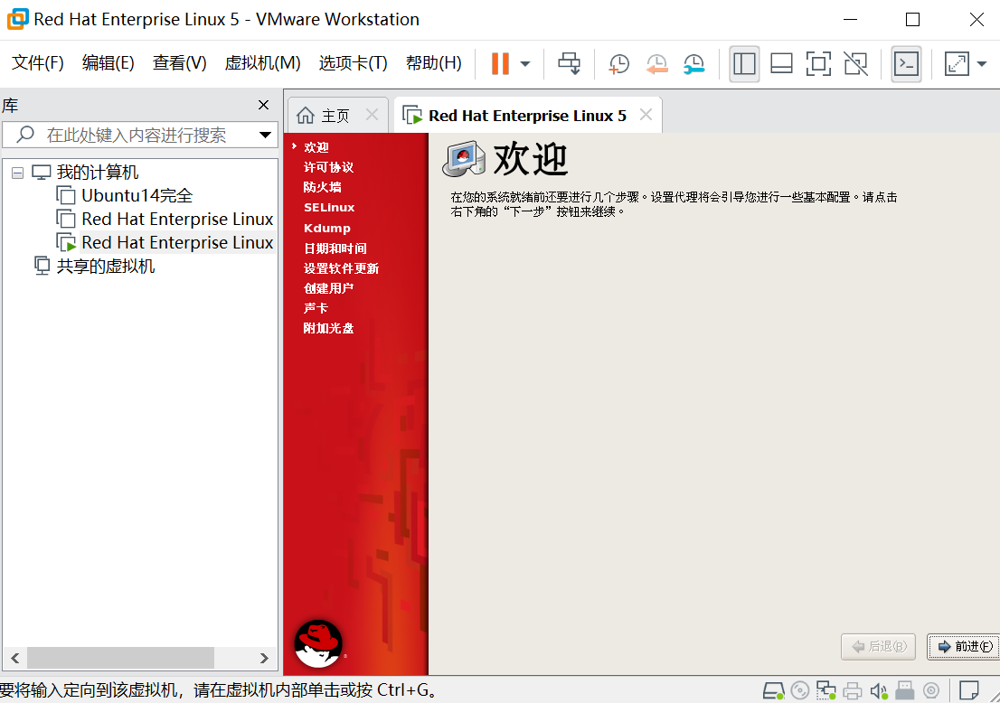 Red Hat Enterprise Linux 5 - VMware Workstation
文件(F) 编辑(E) 查看(V) 虚拟机(M) 选项卡(T) 帮助(H)
库
在此处键入内容进行搜索
我的计算机
Ubuntu14完全
Red Hat Enterprise Linux
Red Hat Enterprise Linux
共享的虚拟机
主页 Red Hat Enterprise Linux 5
欢迎
许可协议
防火墙
SELinux
Kdump
日期和时间
设置软件更新
创建用户
声卡
附加光盘
欢迎
在您的系统就绪前还要进行几个步骤。设置代理将会引导您进行一些基本配置。请点击
右下角的“下一步”按钮来继续。
后退(B) 前进(F)
要将输入定向到该虚拟机，请在虚拟机内部单击或按 Ctrl+G。